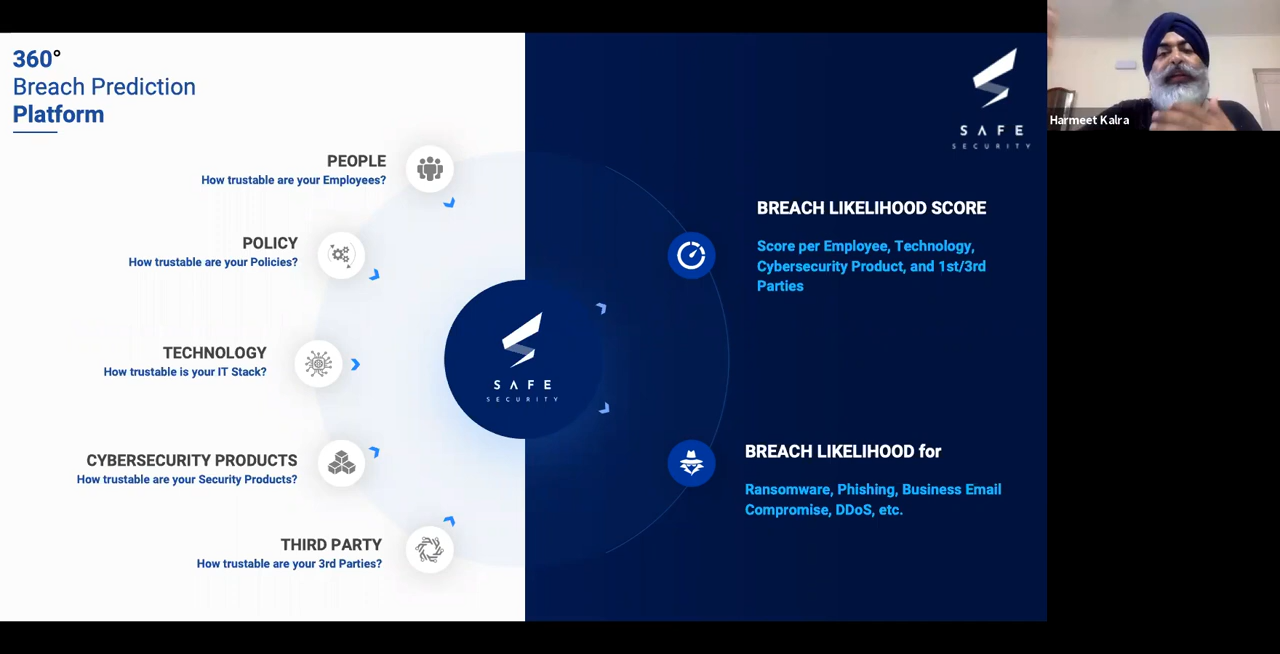 360°
Breach Prediction
Platform
PEOPLE
How trustable are your Employees?
POLICY
How trustable are your Policies?
TECHNOLOGY
How trustable is your IT Stack?
CYBERSECURITY PRODUCTS
How trustable are your Security Products?
THIRD PARTY
How trustable are your 3rd Parties?
SAFE
SECURITY
SAFE
SECURITY
BREACH LIKELIHOOD SCORE
Score per Employee, Technology,
Cybersecurity Product, and 1st/3rd
Parties
BREACH LIKELIHOOD for
Ransomware, Phishing, Business Email
Compromise, DDoS, etc.
Harmeet Kalra